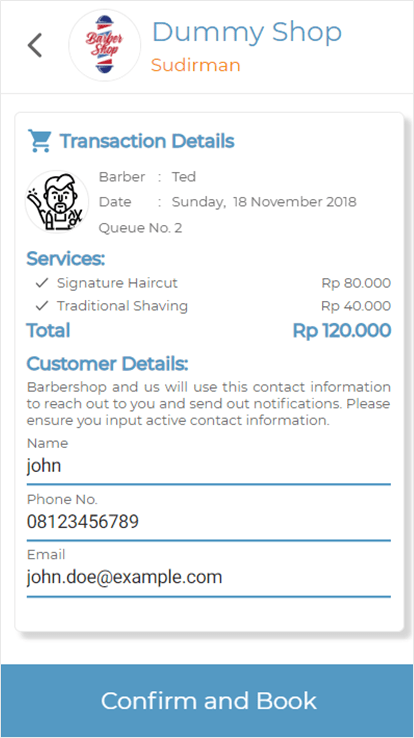 Barber
Shop
Dummy Shop
Sudirman
Transaction Details
Barber : Ted
Date : Sunday, 18 November 2018
Queue No. 2
Services:
Signature Haircut Rp 80.000
Traditional Shaving Rp 40.000
Total Rp 120.000
Customer Details:
Barbershop and us will use this contact information
to reach out to you and send out notifications. Please
ensure you input active contact information.
Name
john
Phone No.
08123456789
Email
john.doe@example.com
Confirm and Book